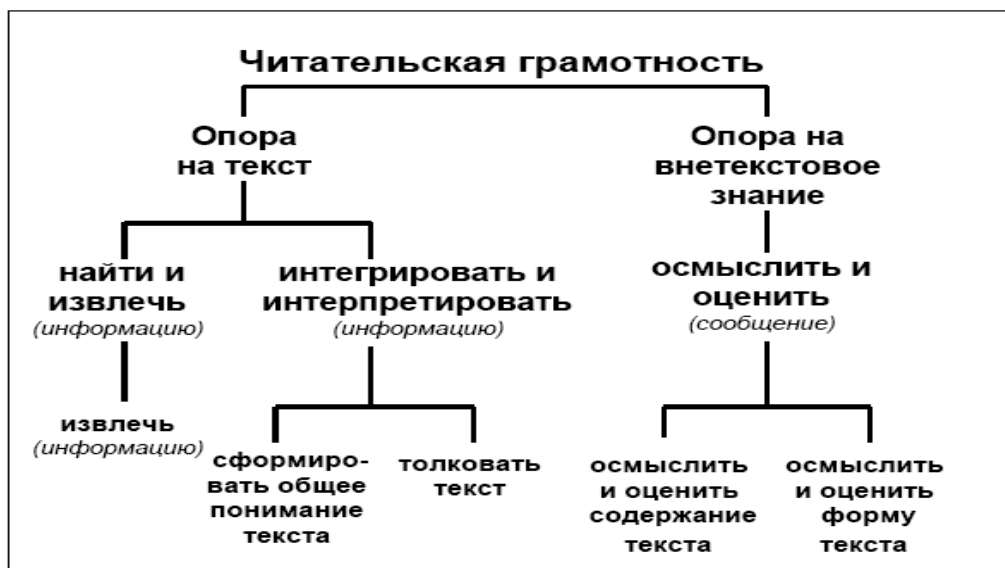 Читательская грамотность
Опора
на текст
Опора на
внетекстовое
знание
найти и
извлечь
(информацию)
интегрировать и
интерпретировать
(информацию)
осмыслить и
оценить
(сообщение)
извлечь
(информацию)
сформиро-
вать общее
понимание
текста
толковать
текст
осмыслить
и оценить
содержание
текста
осмыслить
и оценить
форму
текста